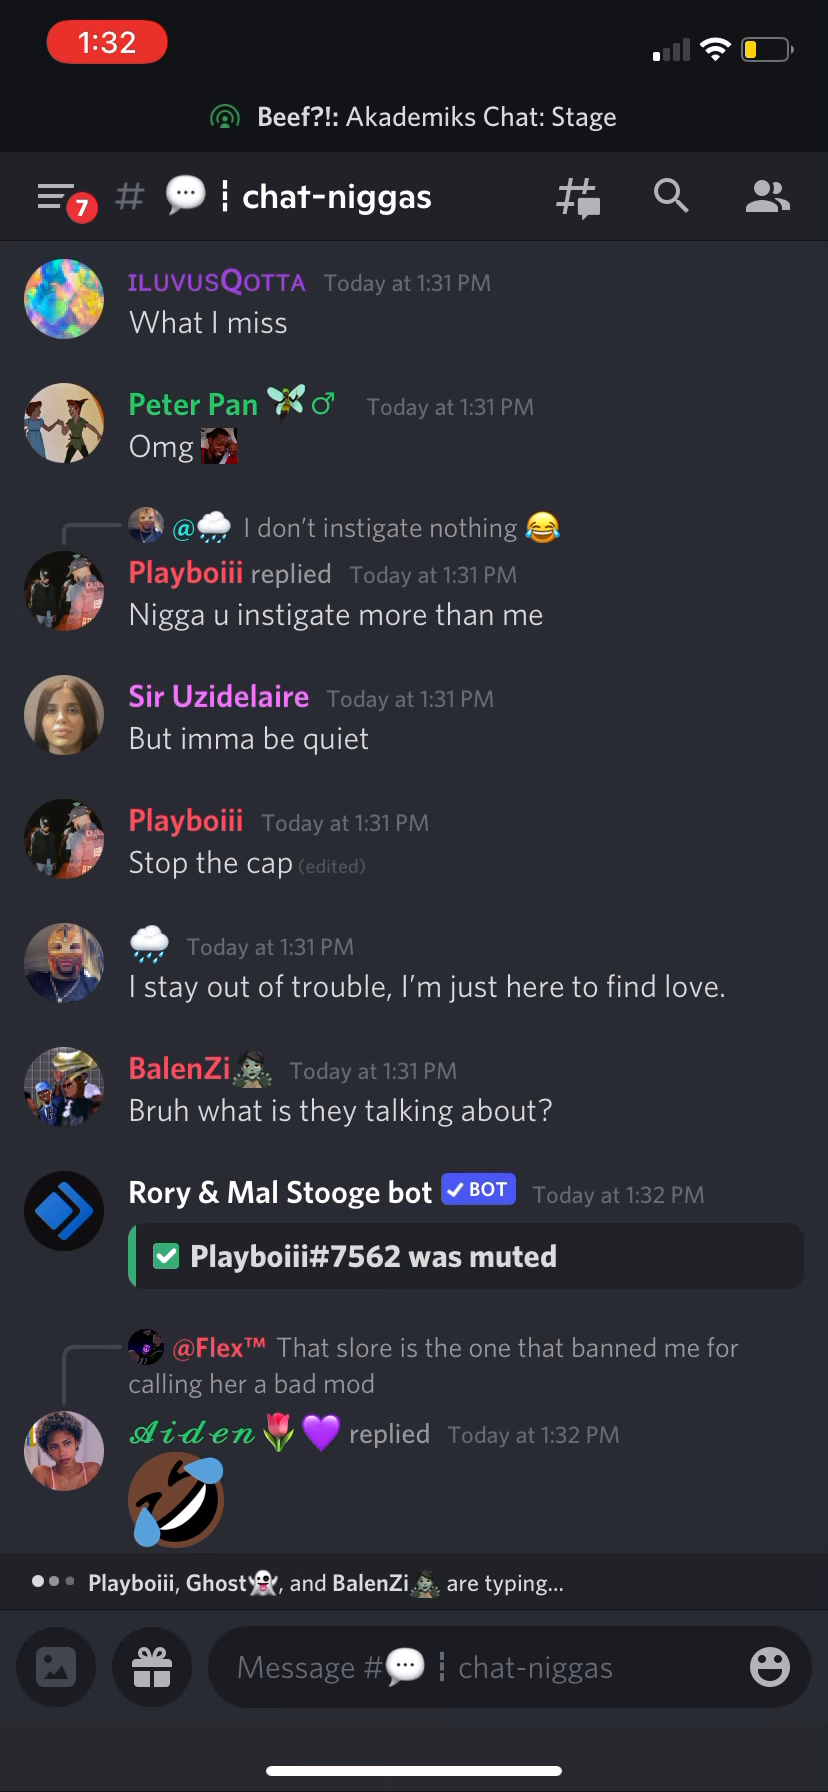 1:32
Beef?!: Akademiks Chat: Stage
7 # 💬┇chat-niggas
ɪʟᴜᴠᴜsQᴏᴛᴛᴀ Today at 1:31 PM
What I miss
Peter Pan 🧚♂ Today at 1:31 PM
Omg
@🌧 I don't instigate nothing 😂
Playboiii replied Today at 1:31 PM
Nigga u instigate more than me
Sir Uzidelaire Today at 1:31 PM
But imma be quiet
Playboiii Today at 1:31 PM
Stop the cap (edited)
🌧 Today at 1:31 PM
I stay out of trouble, I'm just here to find love.
BalenZi🧟 Today at 1:31 PM
Bruh what is they talking about?
Rory & Mal Stooge bot ✓ BOT Today at 1:32 PM
✅ Playboiii#7562 was muted
@Flex™ That slore is the one that banned me for
calling her a bad mod
𝓐𝓲𝓭𝓮𝓷🌷💜 replied Today at 1:32 PM
🤣
Playboiii, Ghost👻, and BalenZi🧟 are typing...
Message #💬┇chat-niggas